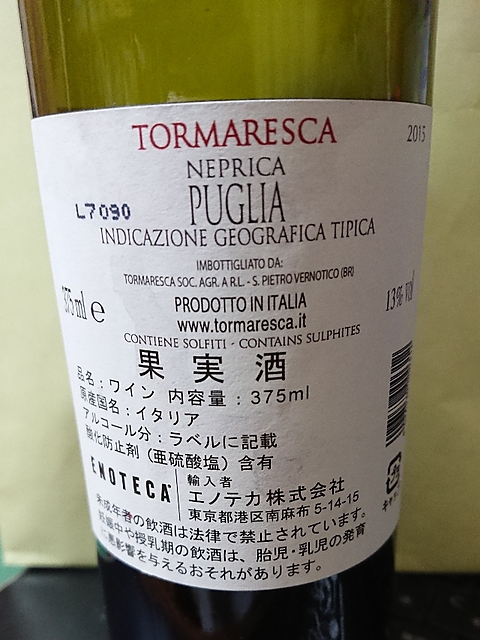 TORMARESCA
2015
NEPRICA
L7090
PUGLIA
INDICAZIONE GEOGRAFICA TIPICA
IMBOTTIGLIATO DA:
TORMARESCA SOC. AGR. A R.L. - S. PIETRO VERNOTICO (BR)
375 ml e
PRODOTTO IN ITALIA
13% vol
www.tormaresca.it
CONTIENE SOLFITI - CONTAINS SULPHITES
果実酒
品名：ワイン 内容量：375ml
原産国名：イタリア
アルコール分：ラベルに記載
酸化防止剤（亜硫酸塩）含有
ENOTECA
輸入者
エノテカ株式会社
東京都港区南麻布 5-14-15
未成年者の飲酒は法律で禁止されています。
妊娠中や授乳期の飲酒は、胎児・乳児の発育
に悪影響を与えるおそれがあります。